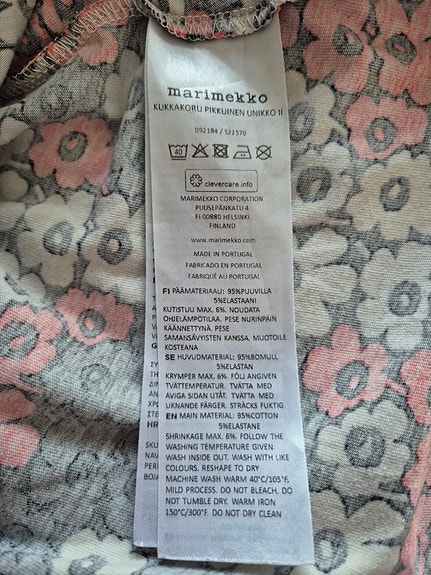 marimekko
KUKKAKORU PIKKUINEN UNIKKO II
092184 / 522570
40
clevercare.info
MARIMEKKO CORPORATION
PUUSEPÄNKATU 4
FI-00880 HELSINKI
FINLAND
www.marimekko.com
MADE IN PORTUGAL
FABRICADO EN PORTUGAL
FABRIQUÉ AU PORTUGAL
FI PÄÄMATERIAALI: 95%PUUVILLA
5%ELASTAANI
KUTISTUU MAX. 6%. NOUDATA
OHJELÄMPÖTILAA. PESE NURINPÄIN
KÄÄNNETTYNÄ. PESE
SAMANSÄVYISTEN KANSSA. MUOTOILE
KOSTEANA
SE HUVUDMATERIAL: 95%BOMULL
5%ELASTAN
KRYMPER MAX. 6%. FÖLJ ANGIVEN
TVÄTTEMPERATUR. TVÄTTA MED
AVIGA SIDAN UTÅT. TVÄTTA MED
LIKNANDE FÄRGER. STRÄCKS FUKTIG
EN MAIN MATERIAL: 95%COTTON
5%ELASTANE
SHRINKAGE MAX. 6%. FOLLOW THE
WASHING TEMPERATURE GIVEN.
WASH INSIDE OUT. WASH WITH LIKE
COLOURS. RESHAPE TO DRY
MACHINE WASH WARM 40°C/105°F,
MILD PROCESS. DO NOT BLEACH. DO
NOT TUMBLE DRY. WARM IRON
150°C/300°F. DO NOT DRY CLEAN
HR
SKU
NAV
PERI